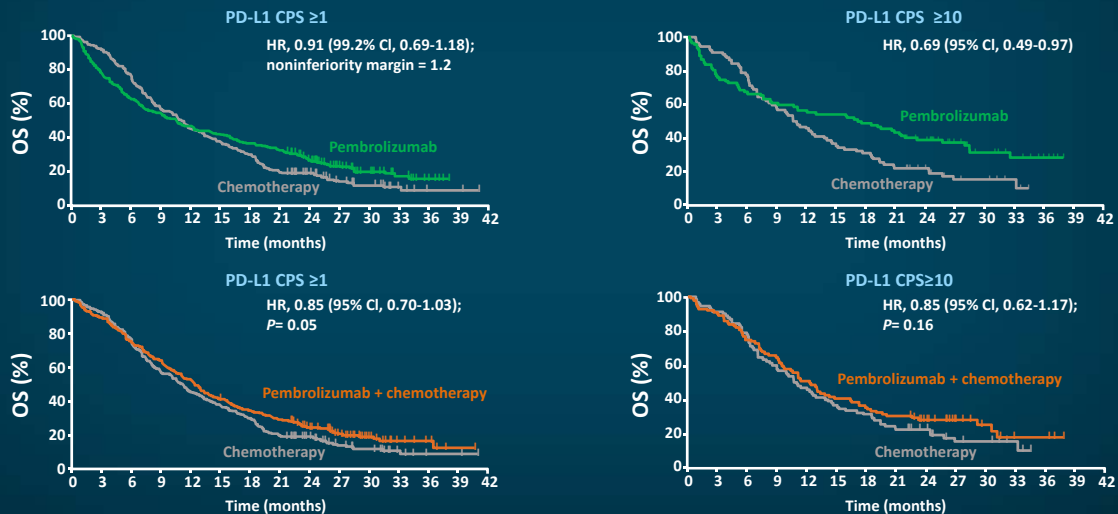 PD-L1 CPS ≥1
HR, 0.91 (99.2% CI, 0.69-1.18);
noninferiority margin = 1.2
OS (%)
100
80
60
40
20
0
Pembrolizumab
Chemotherapy
0 3 6 9 12 15 18 21 24 27 30 33 36 39 42
Time (months)
PD-L1 CPS ≥10
HR, 0.69 (95% CI, 0.49-0.97)
OS (%)
100
80
60
40
20
0
Pembrolizumab
Chemotherapy
0 3 6 9 12 15 18 21 24 27 30 33 36 39 42
Time (months)
PD-L1 CPS ≥1
HR, 0.85 (95% CI, 0.70-1.03);
P= 0.05
OS (%)
100
80
60
40
20
0
Pembrolizumab + chemotherapy
Chemotherapy
0 3 6 9 12 15 18 21 24 27 30 33 36 39 42
Time (months)
PD-L1 CPS≥10
HR, 0.85 (95% CI, 0.62-1.17);
P= 0.16
OS (%)
100
80
60
40
20
0
Pembrolizumab + chemotherapy
Chemotherapy
0 3 6 9 12 15 18 21 24 27 30 33 36 39 42
Time (months)